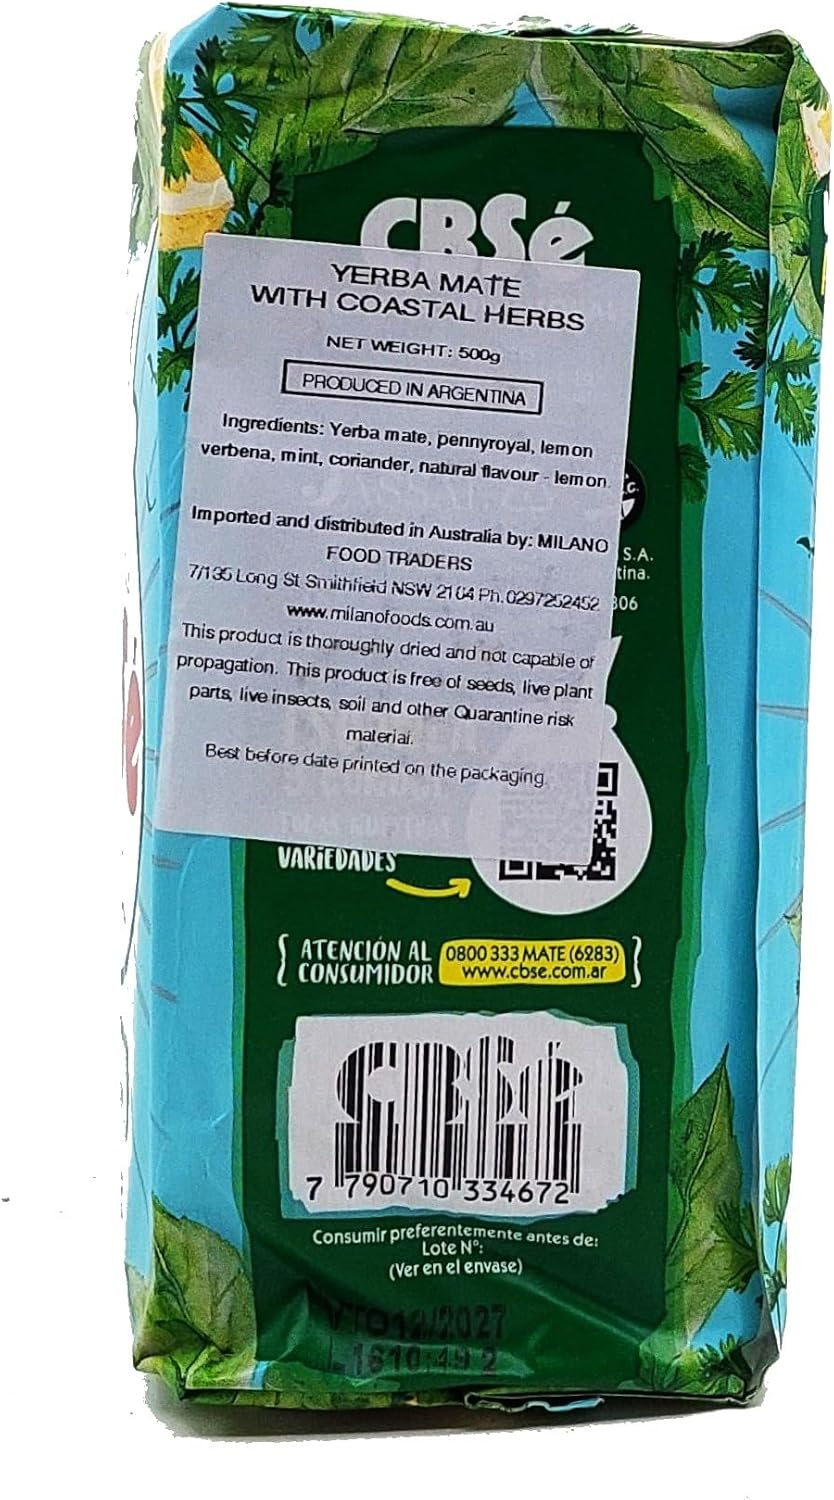 CBSé
YERBA MATE
WITH COASTAL HERBS
NET WEIGHT: 500g
PRODUCED IN ARGENTINA
Ingredients: Yerba mate, pennyroyal, lemon
verbena, mint, coriander, natural flavour - lemon.
Imported and distributed in Australia by: MILANO
FOOD TRADERS
7/135 Long St Smithfield NSW 2164 Ph.0297252452
www.milanofoods.com.au
This product is thoroughly dried and not capable of
propagation. This product is free of seeds, live plant
parts, live insects, soil and other Quarantine risk
material.
Best before date printed on the packaging.
S.A.
tina.
306
VARIEDADES
ATENCIÓN AL
CONSUMIDOR
0800 333 MATE (6283)
www.cbse.com.ar
CBSé
7 790710 334672
Consumir preferentemente antes de:
Lote N°:
(Ver en el envase)
VTO12/2027